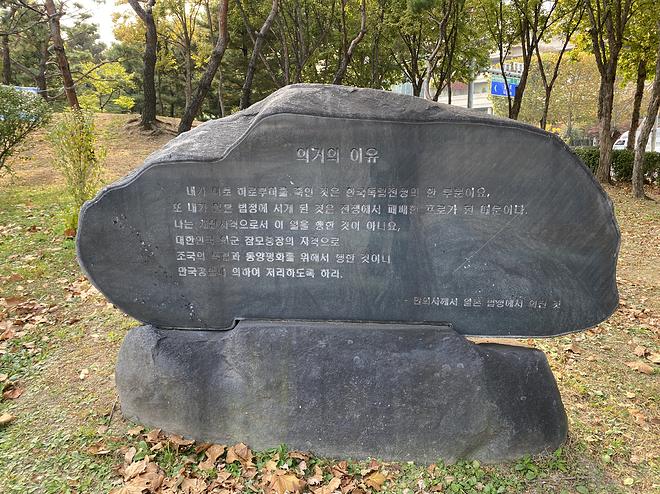 의거의 이유
내가 이토 히로부미를 죽인 것은 한국독립전쟁의 한 부분이요,
또 내가 일본 법정에 서게 된 것은 전쟁에서 패배한 포로가 된 때문이다.
나는 개인자격으로서 이 일을 행한 것이 아니요,
대한민국 의군 참모중장의 자격으로
조국의 독립과 동양평화를 위해서 행한 것이니
만국공법에 의하여 처리하도록 하라.
- 안의사께서 일본 법정에서 하신 것